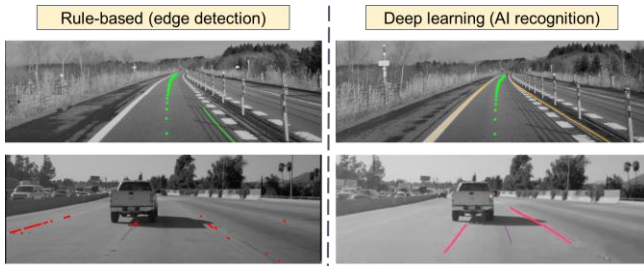 Rule-based (edge detection)
Deep learning (AI recognition)